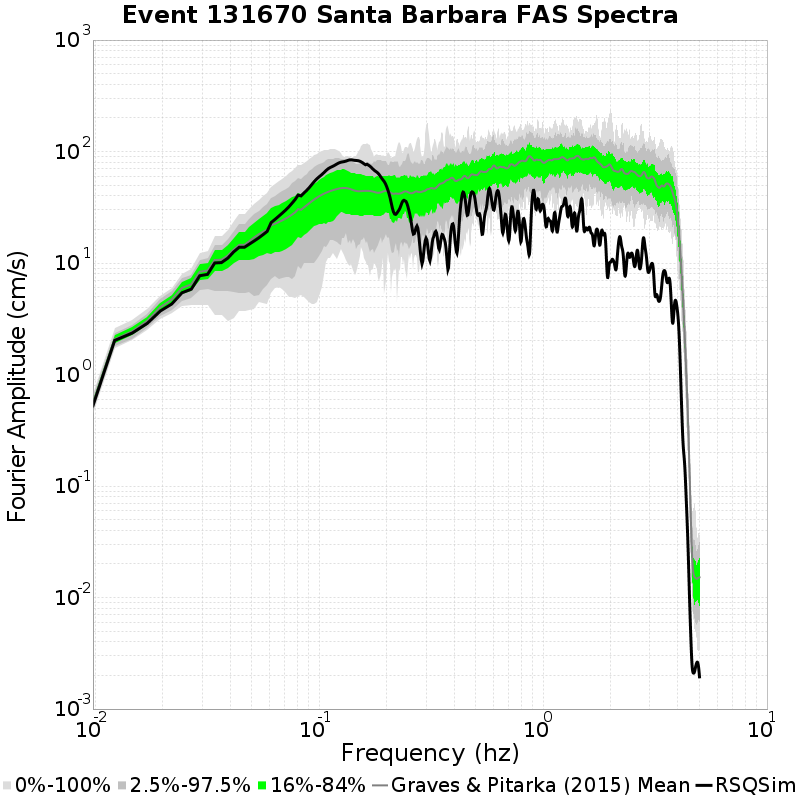 Event 131670 Santa Barbara FAS Spectra
Fourier Amplitude (cm/s)
10^3
10^2
10^1
10^0
10^-1
10^-2
10^-3
10^-2 10^-1 10^0 10^1
Frequency (hz)
0%-100% 2.5%-97.5% 16%-84% Graves & Pitarka (2015) Mean RSQSim